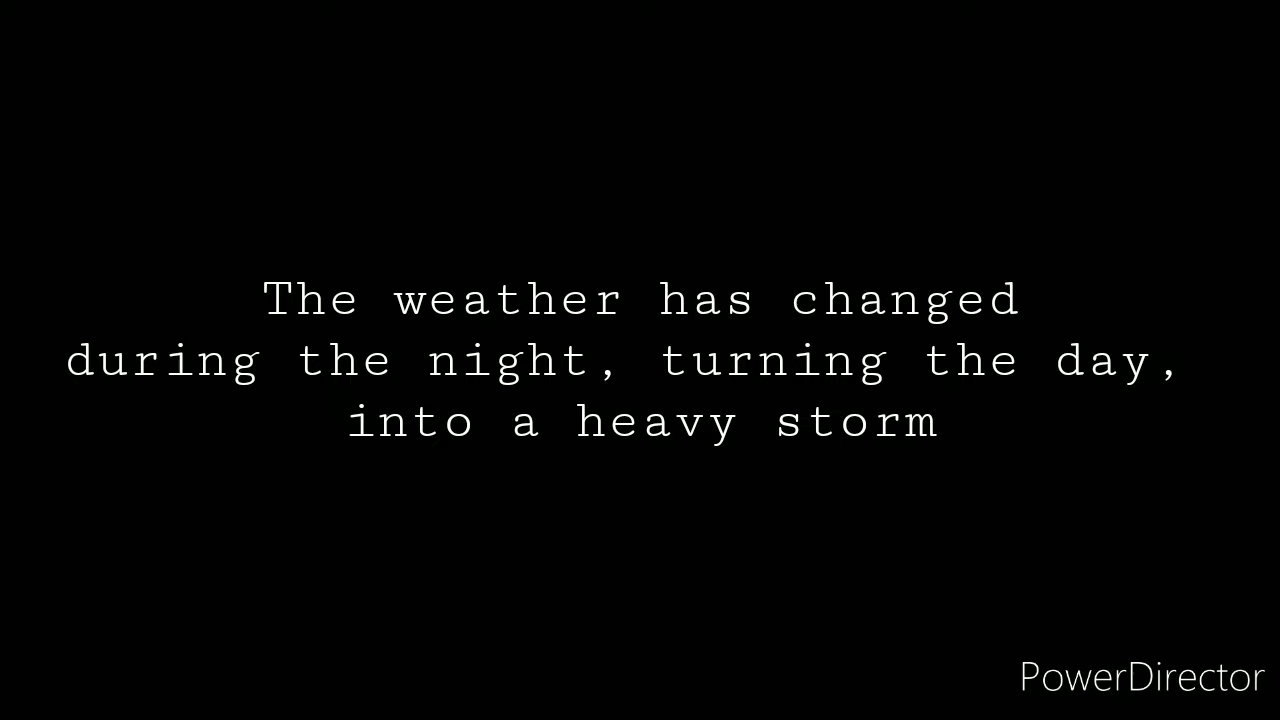 The weather has changed
during the night, turning the day,
into a heavy storm
PowerDirector